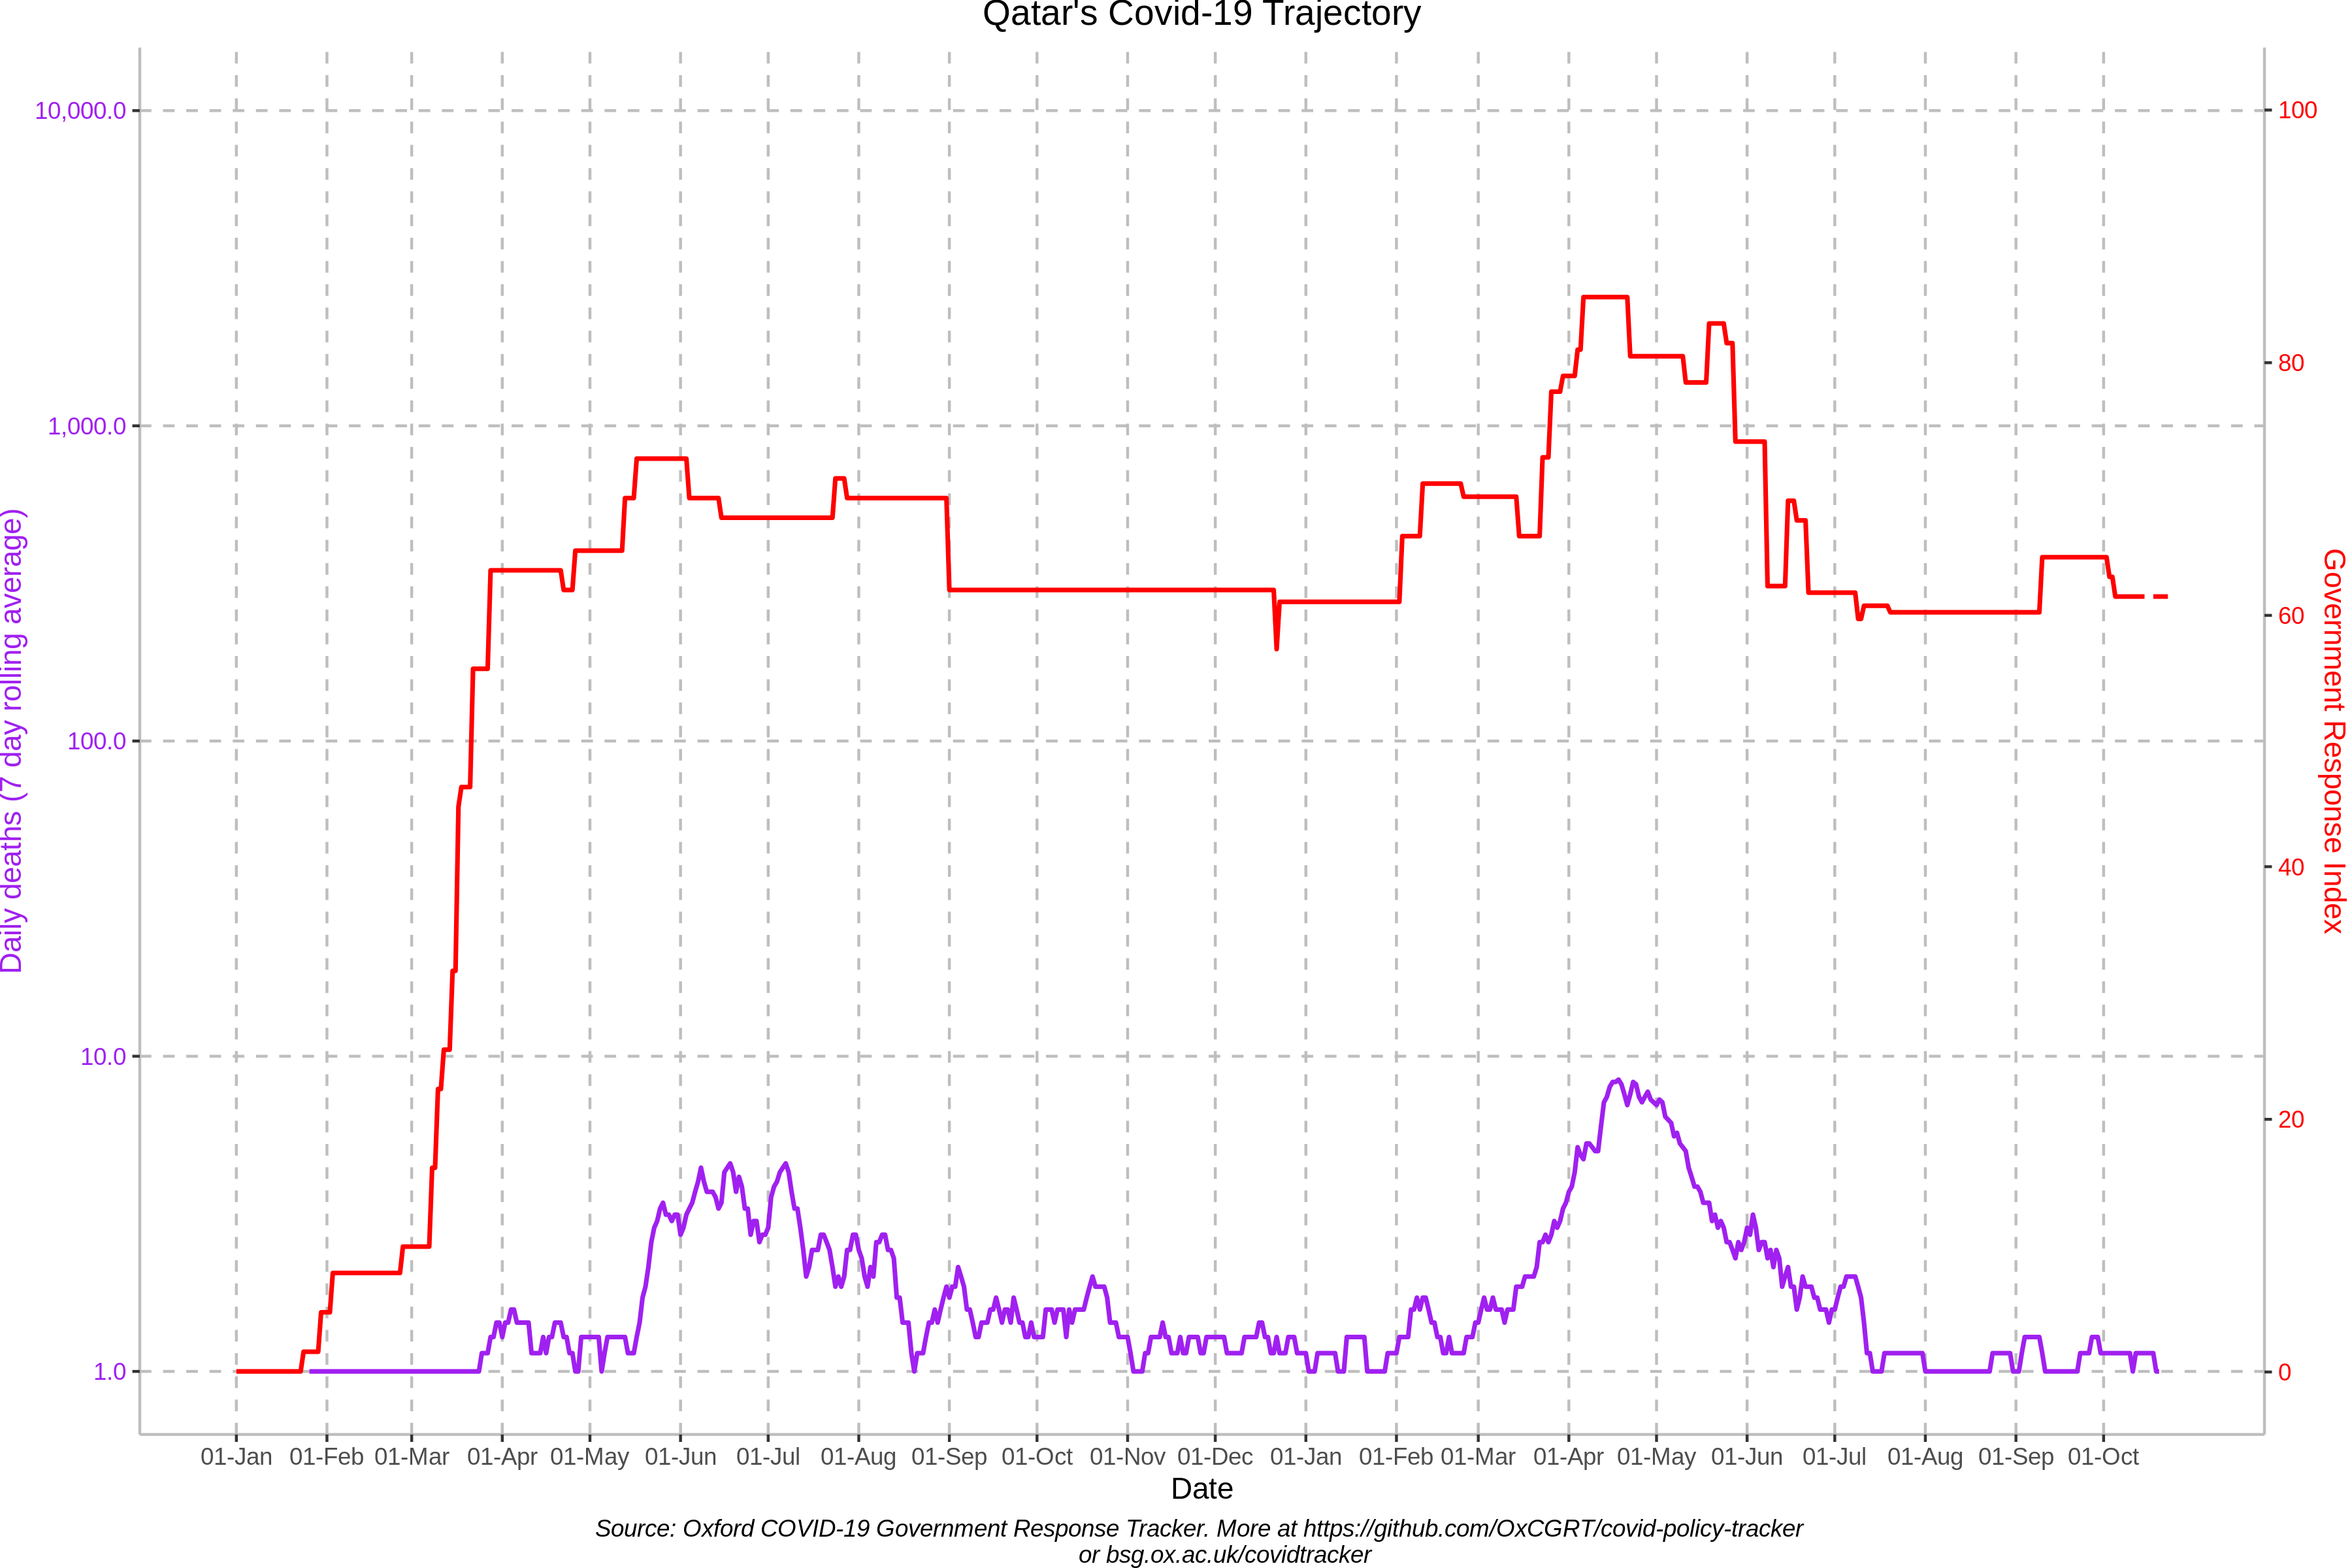 Qatar's Covid-19 Trajectory
10,000.0
1,000.0
100.0
10.0
1.0
Daily deaths (7 day rolling average)
100
80
60
40
20
0
Government Response Index
01-Jan 01-Feb 01-Mar 01-Apr 01-May 01-Jun 01-Jul 01-Aug 01-Sep 01-Oct 01-Nov 01-Dec 01-Jan 01-Feb 01-Mar 01-Apr 01-May 01-Jun 01-Jul 01-Aug 01-Sep 01-Oct
Date
Source: Oxford COVID-19 Government Response Tracker. More at https://github.com/OxCGRT/covid-policy-tracker
or bsg.ox.ac.uk/covidtracker